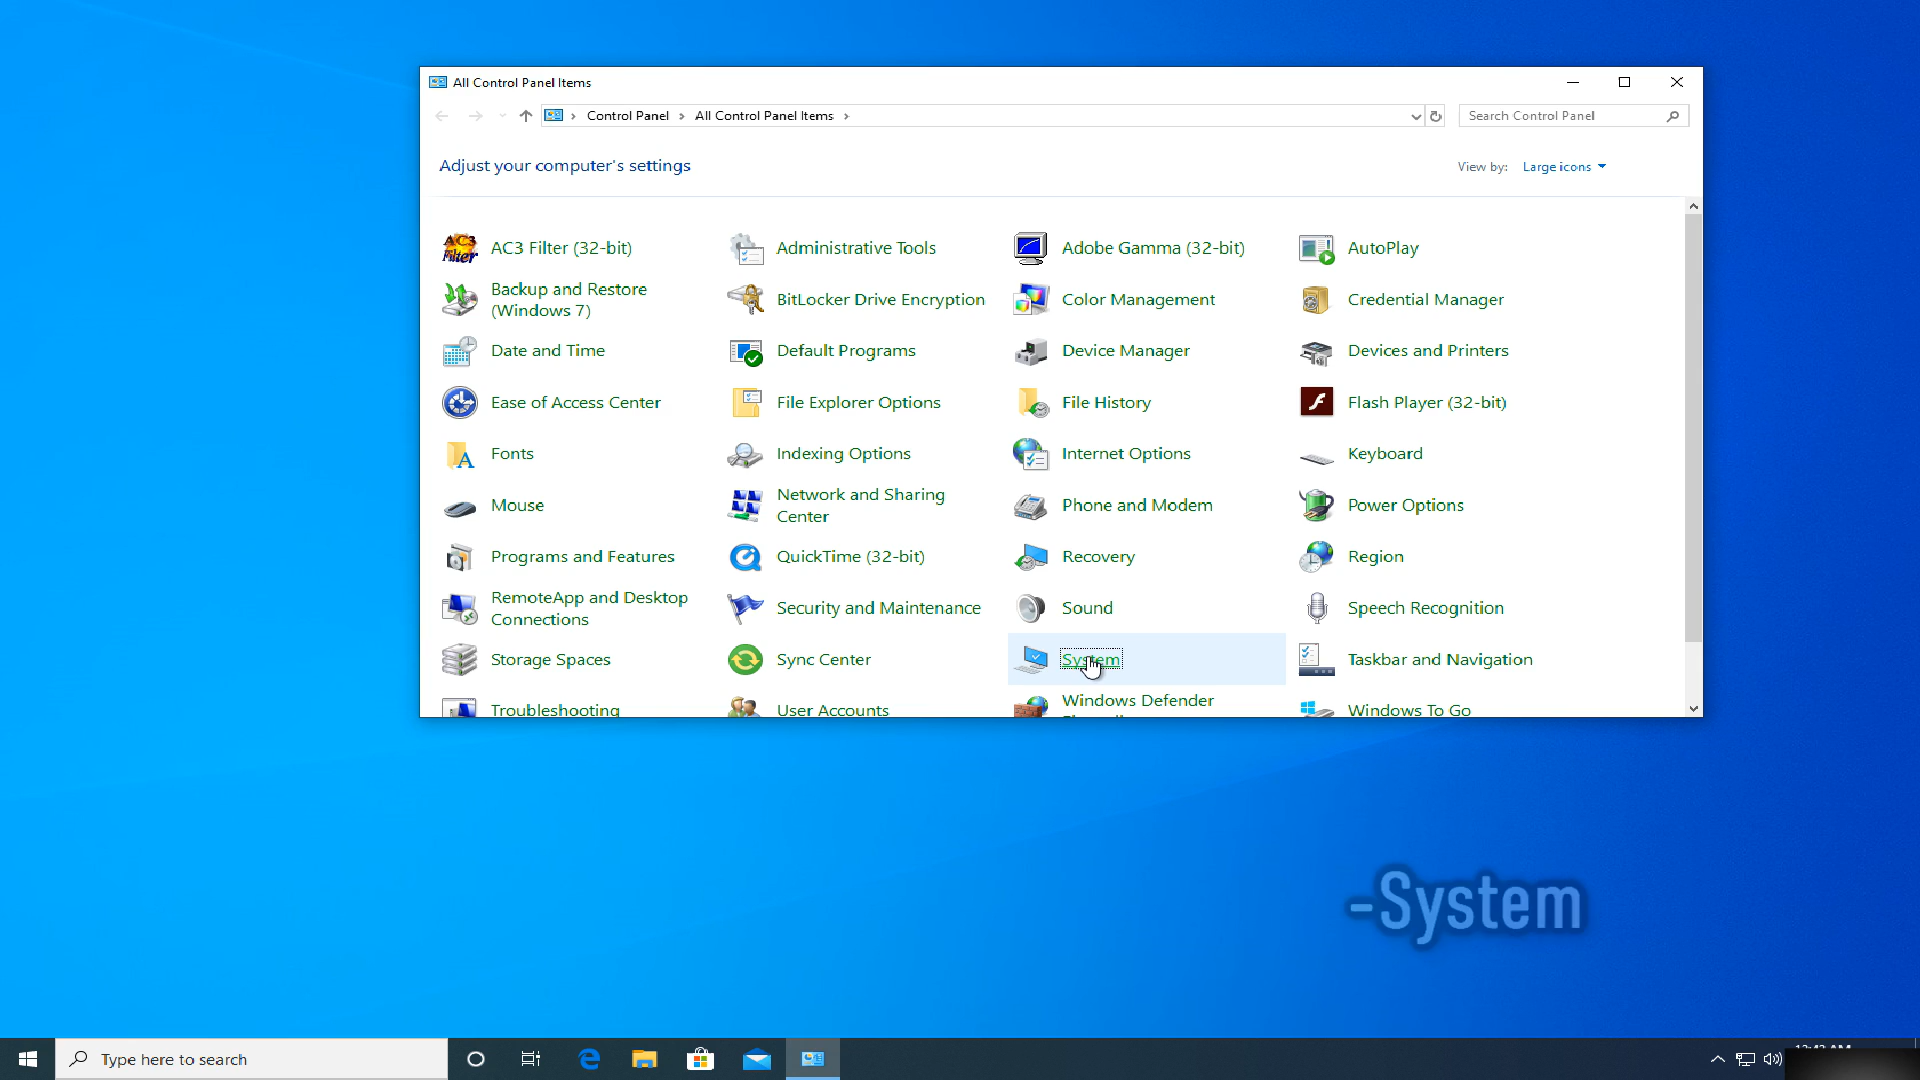 All Control Panel Items
Control Panel > All Control Panel Items >
Search Control Panel
Adjust your computer's settings
View by: Large icons
AC3 Filter
AC3 Filter (32-bit)
Administrative Tools
Adobe Gamma (32-bit)
AutoPlay
Backup and Restore
(Windows 7)
BitLocker Drive Encryption
Color Management
Credential Manager
Date and Time
Default Programs
Device Manager
Devices and Printers
Ease of Access Center
File Explorer Options
File History
Flash Player (32-bit)
Fonts
Indexing Options
Internet Options
Keyboard
Mouse
Network and Sharing
Center
Phone and Modem
Power Options
Programs and Features
QuickTime (32-bit)
Recovery
Region
RemoteApp and Desktop
Connections
Security and Maintenance
Sound
Speech Recognition
Storage Spaces
Sync Center
System
Taskbar and Navigation
Troubleshooting
User Accounts
Windows Defender
Windows To Go
-System
Type here to search